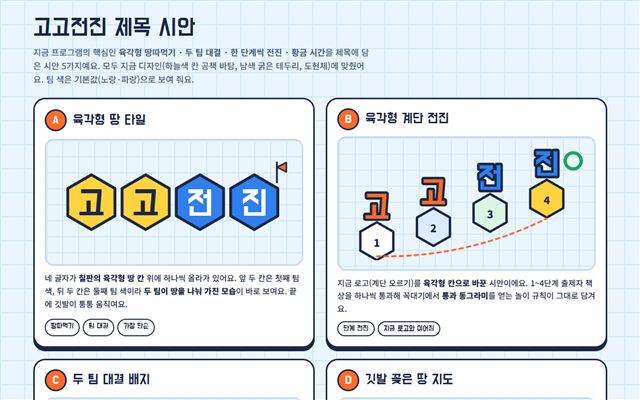 고고전진 제목 시안
지금 프로그램의 핵심인 육각형 땅따먹기 · 두 팀 대결 · 한 단계씩 전진 · 황금 시간을 제목에 담
은 시안 5가지예요. 모두 지금 디자인(하늘색 칸 공책 바탕, 남색 굵은 테두리, 도현체)에 맞췄어
요. 팀 색은 기본값(노랑·파랑)으로 보여 줘요.
A 육각형 땅 타일
고 고 전 진
네 글자가 칠판의 육각형 땅 칸 위에 하나씩 올라가 있어요. 앞 두 칸은 첫째 팀
색, 뒤 두 칸은 둘째 팀 색이라 두 팀이 땅을 나눠 가진 모습이 바로 보여요. 끝
에 깃발이 통통 움직여요.
땅따먹기 팀 대결 가장 단순
B 육각형 계단 전진
고 고 전 진
1 2 3 4
지금 로고(계단 오르기)를 육각형 칸으로 바꾼 시안이에요. 1~4단계 출제자 책
상을 하나씩 통과해 꼭대기에서 통과 동그라미를 얻는 놀이 규칙이 그대로 담겨
요.
단계 전진 지금 로고와 이어짐
C 두 팀 대결 배지
D 깃발 꽂은 땅 지도